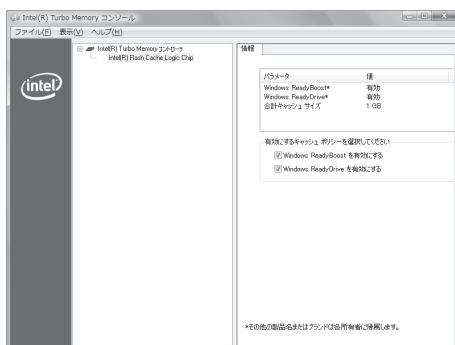 Intel(R) Turbo Memory コンソール
ファイル(F) 表示(V) ヘルプ(H)
Intel(R) Turbo Memory コントローラ
Intel(R) Flash Cache Logic Chip
intel
情報
パラメータ 値
Windows ReadyBoost* 有効
Windows ReadyDrive* 有効
合計キャッシュ サイズ 1 GB
有効にするキャッシュ ポリシーを選択してください
Windows ReadyBoost を有効にする
Windows ReadyDrive を有効にする
*その他の製品名またはブランドは各所有者に帰属します。